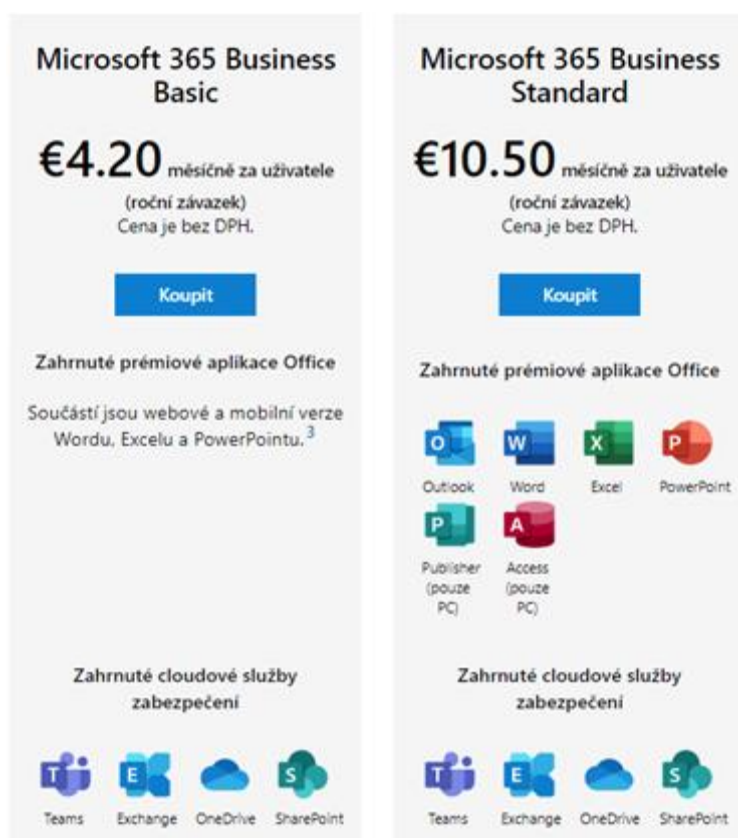 Microsoft 365 Business
Basic
€4.20 měsíčně za uživatele
(roční závazek)
Cena je bez DPH.
Koupit
Zahrnuté prémiové aplikace Office
Součástí jsou webové a mobilní verze
Wordu, Excelu a PowerPointu.3
Zahrnuté cloudové služby
zabezpečení
T
E
S
Teams Exchange OneDrive SharePoint
Microsoft 365 Business
Standard
€10.50 měsíčně za uživatele
(roční závazek)
Cena je bez DPH.
Koupit
Zahrnuté prémiové aplikace Office
O W X P
Outlook Word Excel PowerPoint
P A
Publisher Access
(pouze (pouze
PC) PC)
Zahrnuté cloudové služby
zabezpečení
T E S
Teams Exchange OneDrive SharePoint